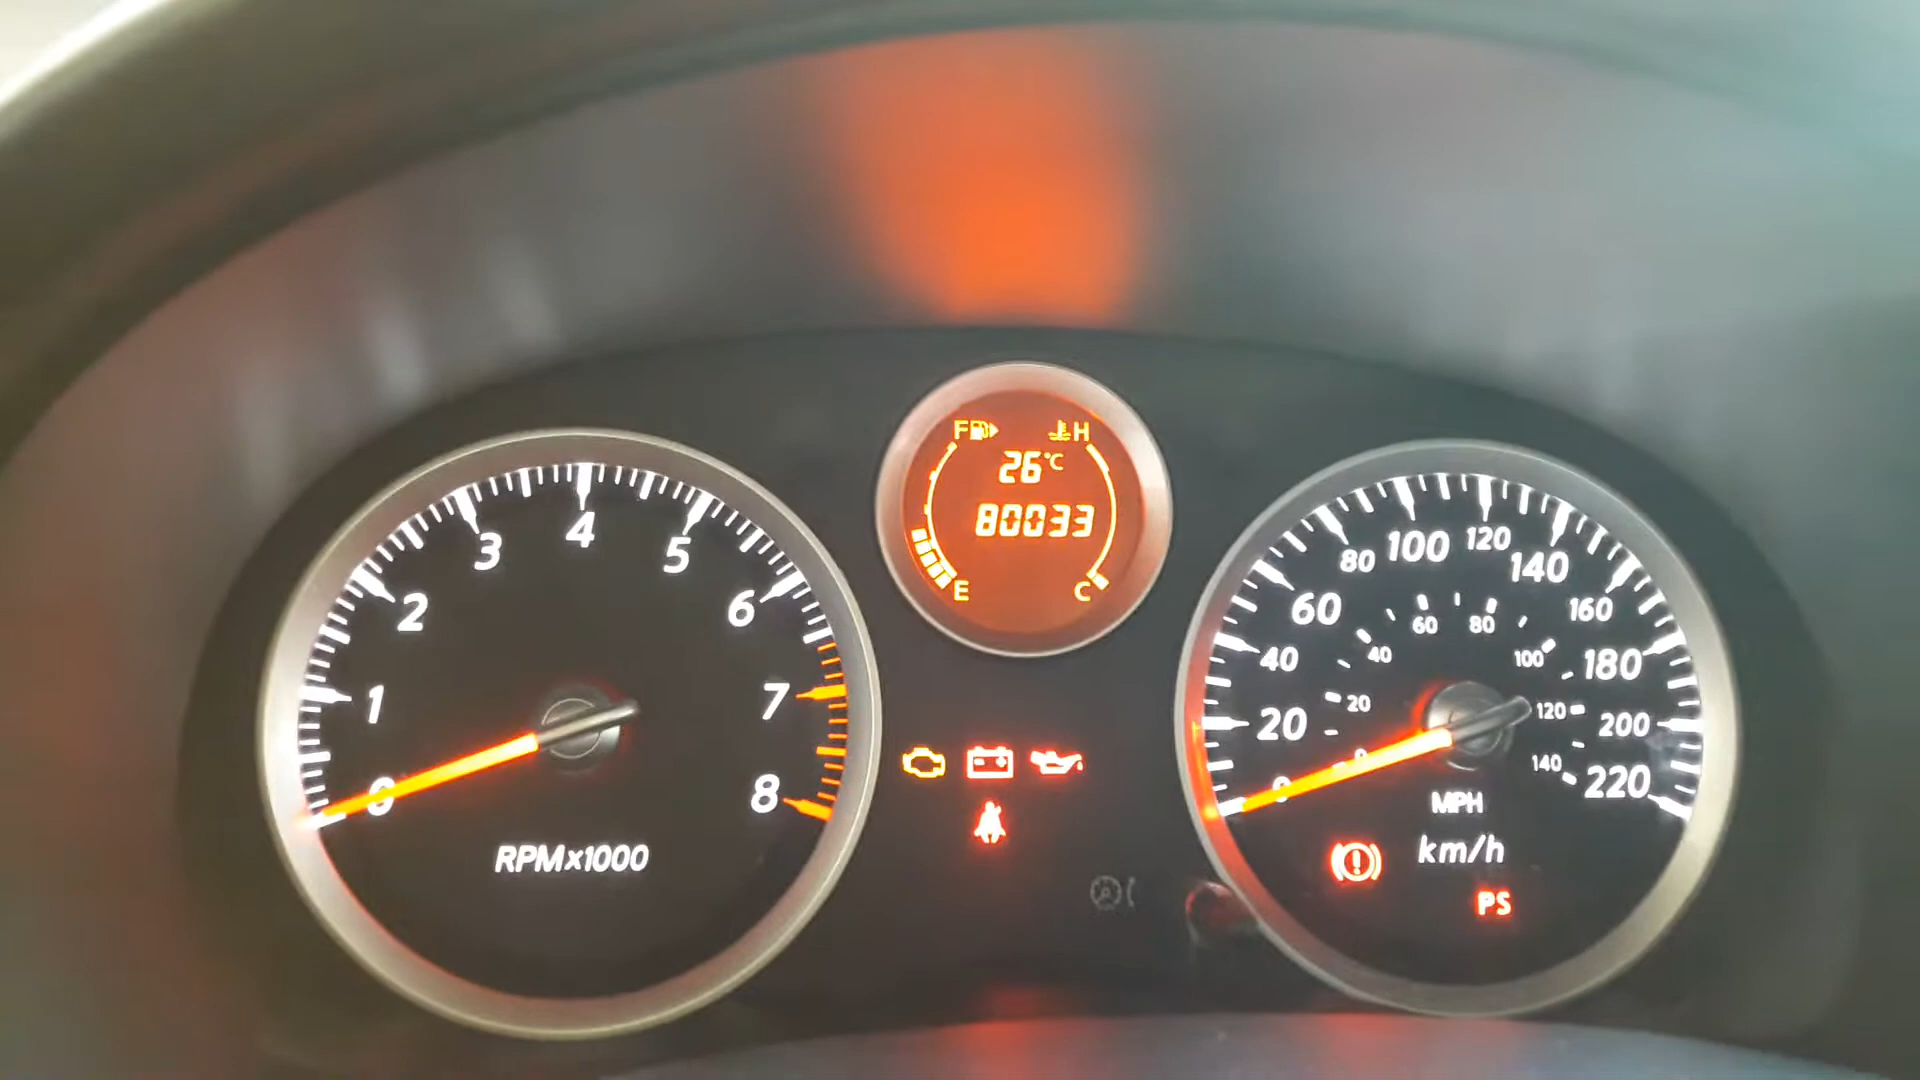 F H
26°C
80033
E C
0 1 2 3 4 5 6 7 8
RPMx1000
0 20 40 60 80 100 120 140 160 180 200 220
0 20 40 60 80 100 120 140
MPH
km/h
PS